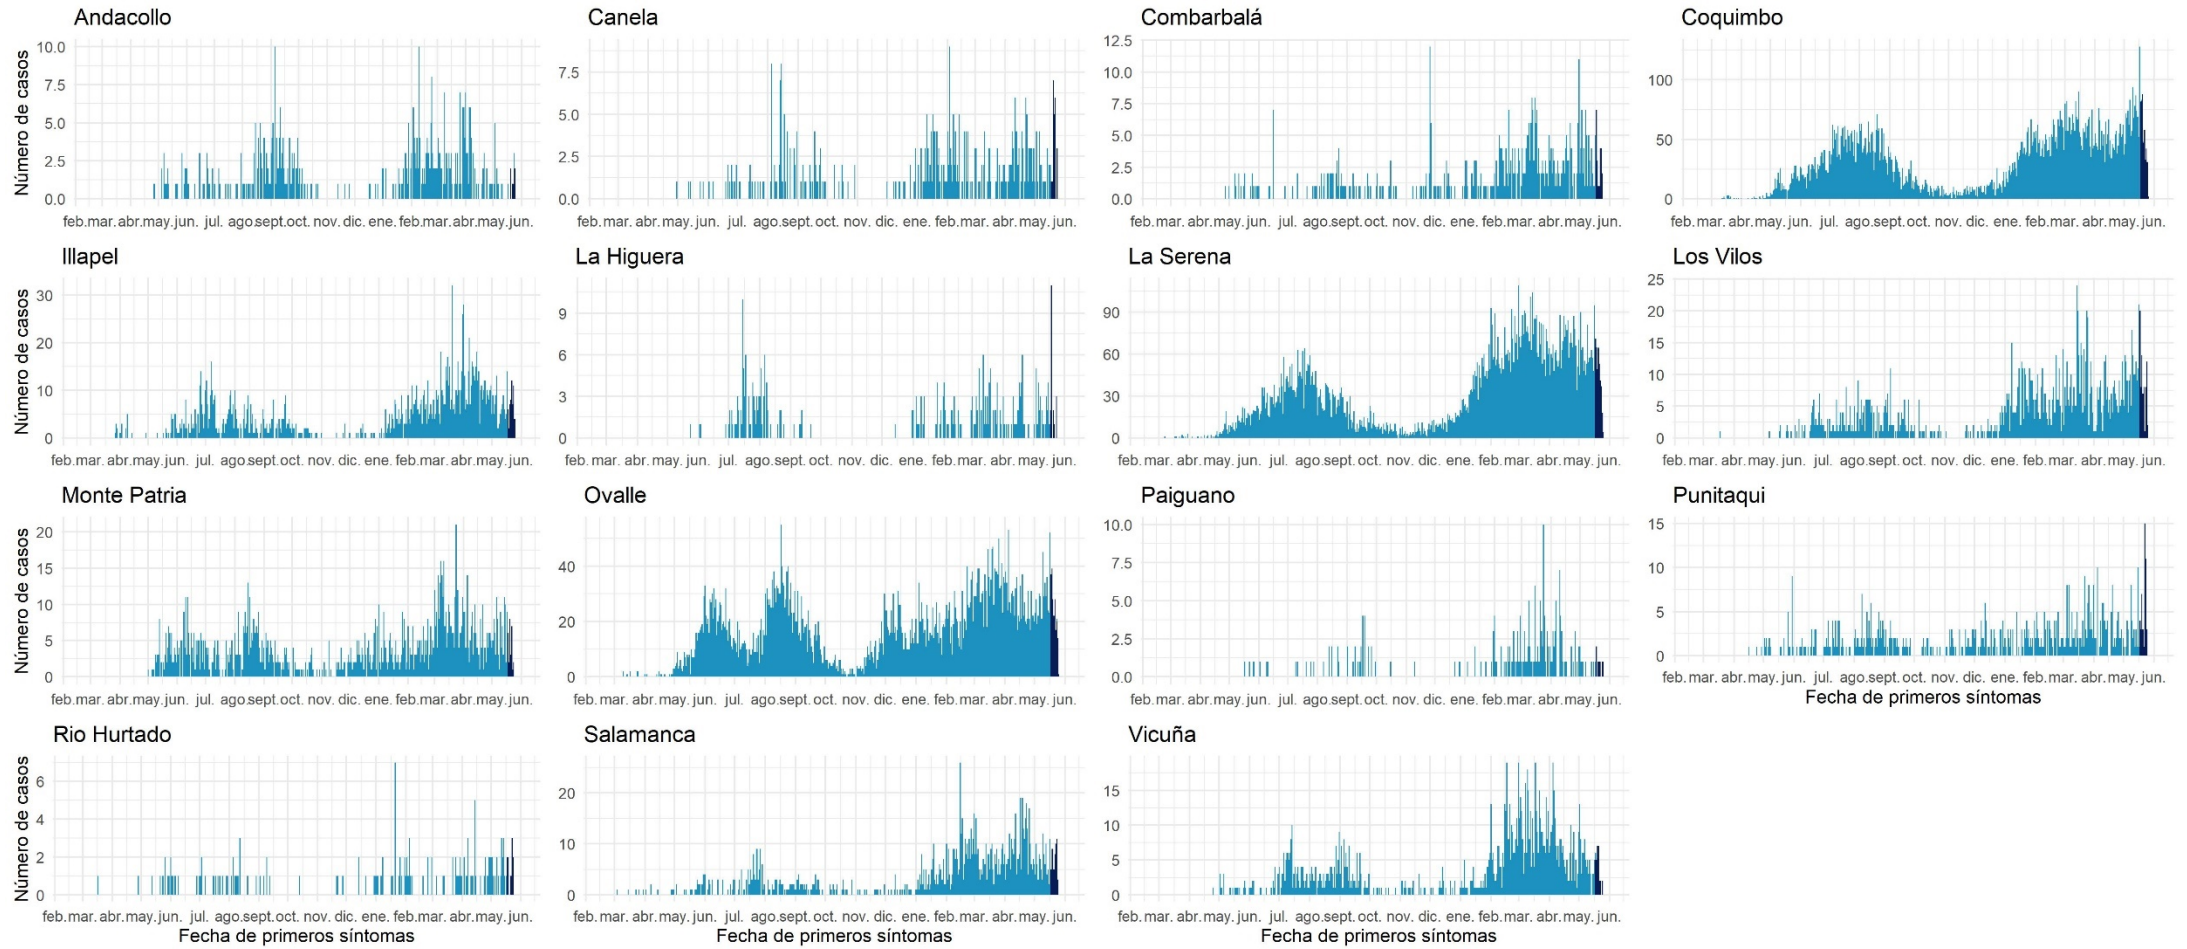 Andacollo
Canela
Combarbalá
Coquimbo
Número de casos
10.0
7.5
5.0
2.5
0.0
7.5
5.0
2.5
0.0
12.5
10.0
7.5
5.0
2.5
0.0
100
50
0
feb. mar. abr. may. jun. jul. ago. sept. oct. nov. dic. ene. feb. mar. abr. may. jun.
feb. mar. abr. may. jun. jul. ago. sept. oct. nov. dic. ene. feb. mar. abr. may. jun.
feb. mar. abr. may. jun. jul. ago. sept. oct. nov. dic. ene. feb. mar. abr. may. jun.
feb. mar. abr. may. jun. jul. ago. sept. oct. nov. dic. ene. feb. mar. abr. may. jun.
Illapel
La Higuera
La Serena
Los Vilos
Número de casos
30
20
10
0
9
6
3
0
90
60
30
0
25
20
15
10
5
0
feb. mar. abr. may. jun. jul. ago. sept. oct. nov. dic. ene. feb. mar. abr. may. jun.
feb. mar. abr. may. jun. jul. ago. sept. oct. nov. dic. ene. feb. mar. abr. may. jun.
feb. mar. abr. may. jun. jul. ago. sept. oct. nov. dic. ene. feb. mar. abr. may. jun.
feb. mar. abr. may. jun. jul. ago. sept. oct. nov. dic. ene. feb. mar. abr. may. jun.
Monte Patria
Ovalle
Paiguano
Punitaqui
Número de casos
20
15
10
5
0
40
20
0
10.0
7.5
5.0
2.5
0.0
15
10
5
0
feb. mar. abr. may. jun. jul. ago. sept. oct. nov. dic. ene. feb. mar. abr. may. jun.
feb. mar. abr. may. jun. jul. ago. sept. oct. nov. dic. ene. feb. mar. abr. may. jun.
feb. mar. abr. may. jun. jul. ago. sept. oct. nov. dic. ene. feb. mar. abr. may. jun.
feb. mar. abr. may. jun. jul. ago. sept. oct. nov. dic. ene. feb. mar. abr. may. jun.
Fecha de primeros síntomas
Rio Hurtado
Salamanca
Vicuña
Número de casos
6
4
2
0
20
10
0
15
10
5
0
feb. mar. abr. may. jun. jul. ago. sept. oct. nov. dic. ene. feb. mar. abr. may. jun.
feb. mar. abr. may. jun. jul. ago. sept. oct. nov. dic. ene. feb. mar. abr. may. jun.
feb. mar. abr. may. jun. jul. ago. sept. oct. nov. dic. ene. feb. mar. abr. may. jun.
Fecha de primeros síntomas
Fecha de primeros síntomas
Fecha de primeros síntomas